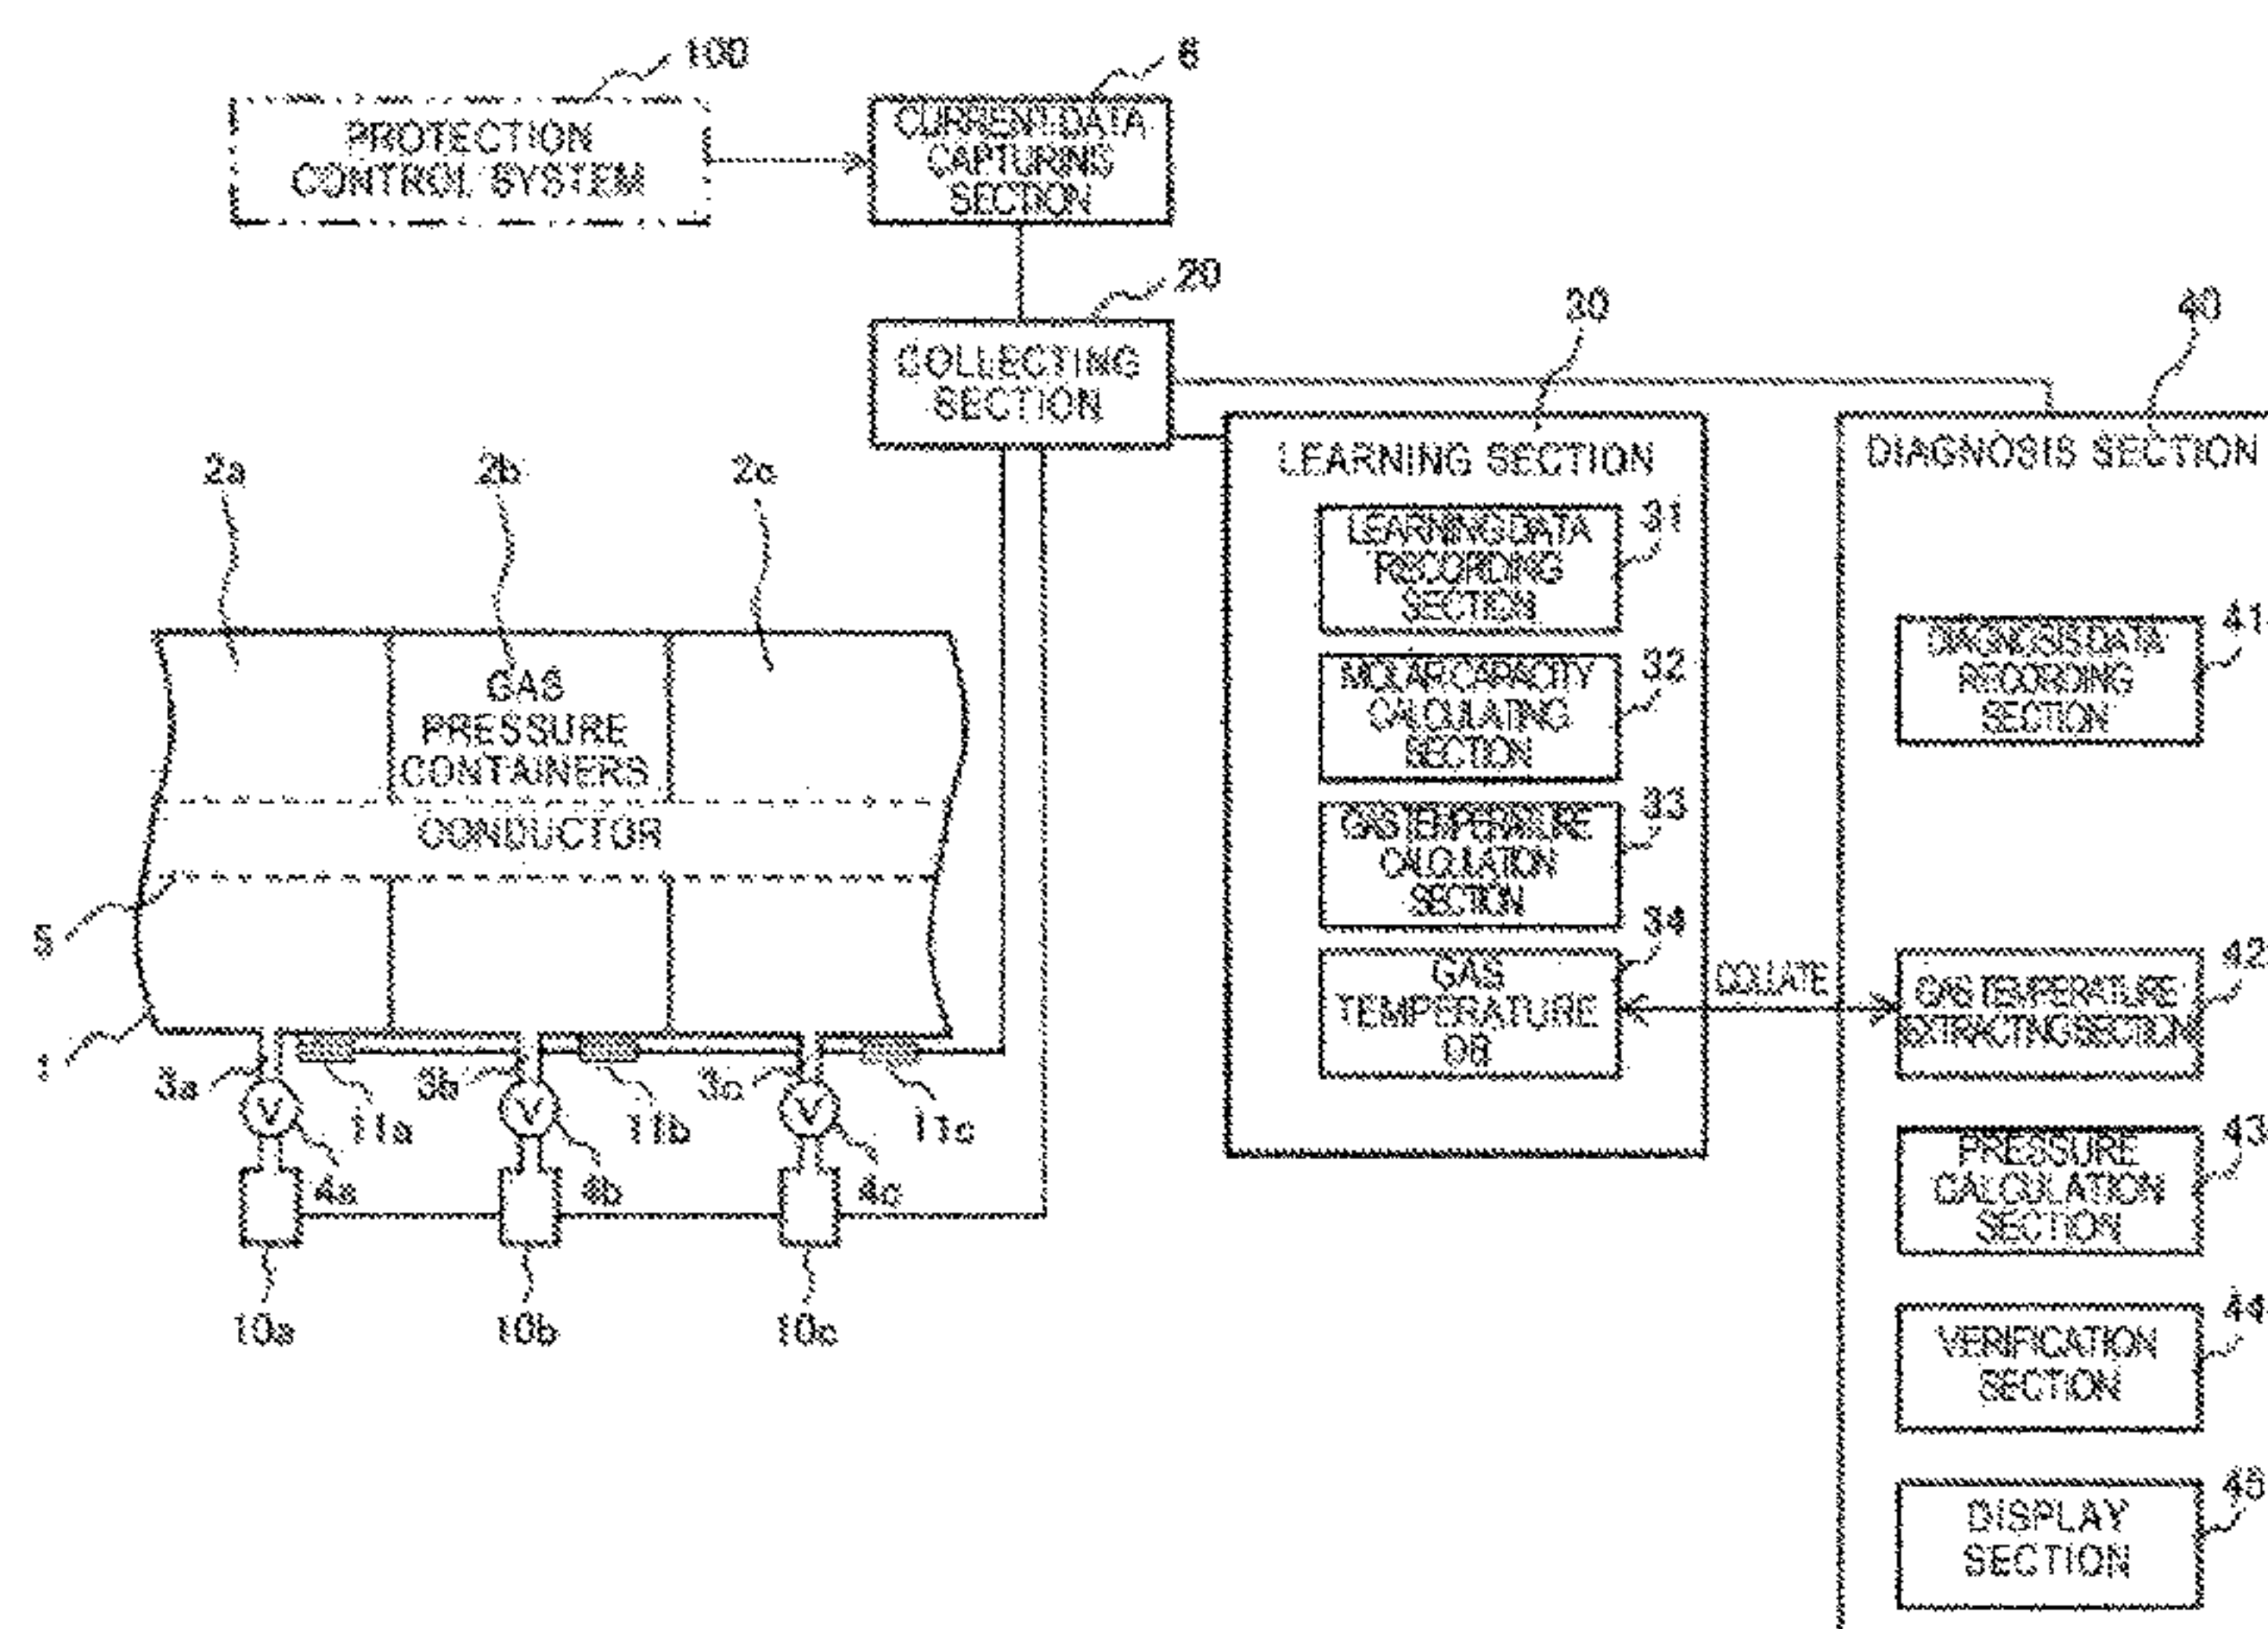 100
PROTECTION
CONTROL SYSTEM
6
CURRENT DATA
CAPTURING
SECTION
20
COLLECTING
SECTION
30
LEARNING SECTION
31
LEARNING DATA
RECORDING
SECTION
32
MOLAR CAPACITY
CALCULATING
SECTION
33
GAS TEMPERATURE
CALCULATION
SECTION
34
GAS
TEMPERATURE
DB
COLLATE
40
DIAGNOSIS SECTION
41
DIAGNOSIS DATA
RECORDING
SECTION
42
GAS TEMPERATURE
EXTRACTING SECTION
43
PRESSURE
CALCULATION
SECTION
44
VERIFICATION
SECTION
45
DISPLAY
SECTION
2a
2b
2c
GAS
PRESSURE
CONTAINERS
CONDUCTOR
5
1
3a
3b
3c
V
V
V
11a
11b
11c
4a
4b
4c
10a
10b
10c